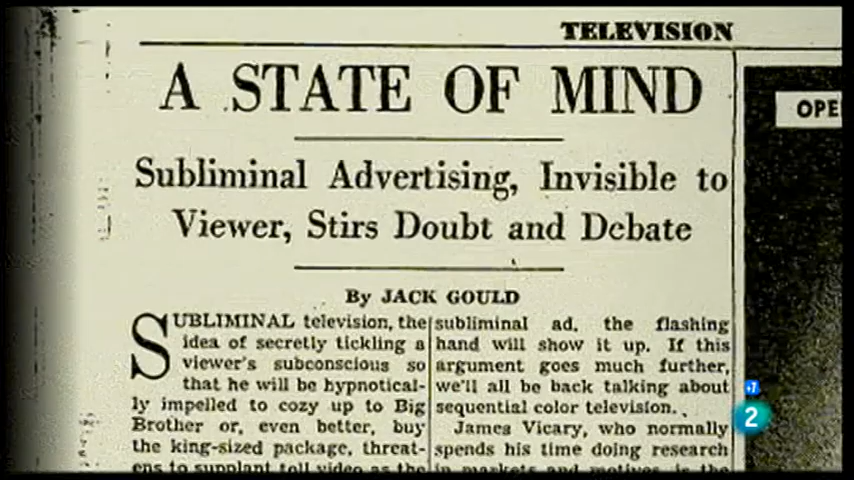 TELEVISION
A STATE OF MIND
OPE
Subliminal Advertising, Invisible to
Viewer, Stirs Doubt and Debate
By JACK GOULD
SUBLIMINAL television, the
idea of secretly tickling a
viewer's subconscious so
that he will be hypnotical-
ly impelled to cozy up to Big
Brother or, even better, buy
the king-sized package, threat-
ens to supplant toll video as the
subliminal ad, the flashing
hand will show it up. If this
argument goes much further,
we'll all be back talking about
sequential color television.
James Vicary, who normally
spends his time doing research
in markets and motives, is the
+7
2